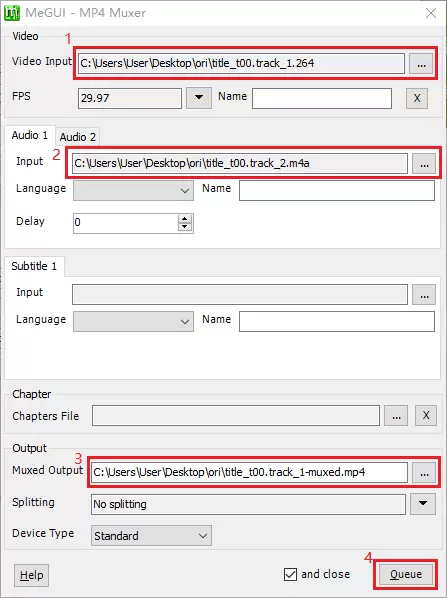 MeGUI - MP4 Muxer
Video
1
Video Input C:\Users\User\Desktop\ori\title_t00.track_1.264 ...
FPS 29.97 Name X
Audio 1 Audio 2
2 Input C:\Users\User\Desktop\ori\title_t00.track_2.m4a ...
Language Name
Delay 0
Subtitle 1
Input ...
Language Name
Chapter
Chapters File ... X
Output
3
Muxed Output C:\Users\User\Desktop\ori\title_t00.track_1-muxed.mp4 ...
Splitting No splitting
Device Type Standard
4
Help and close Queue